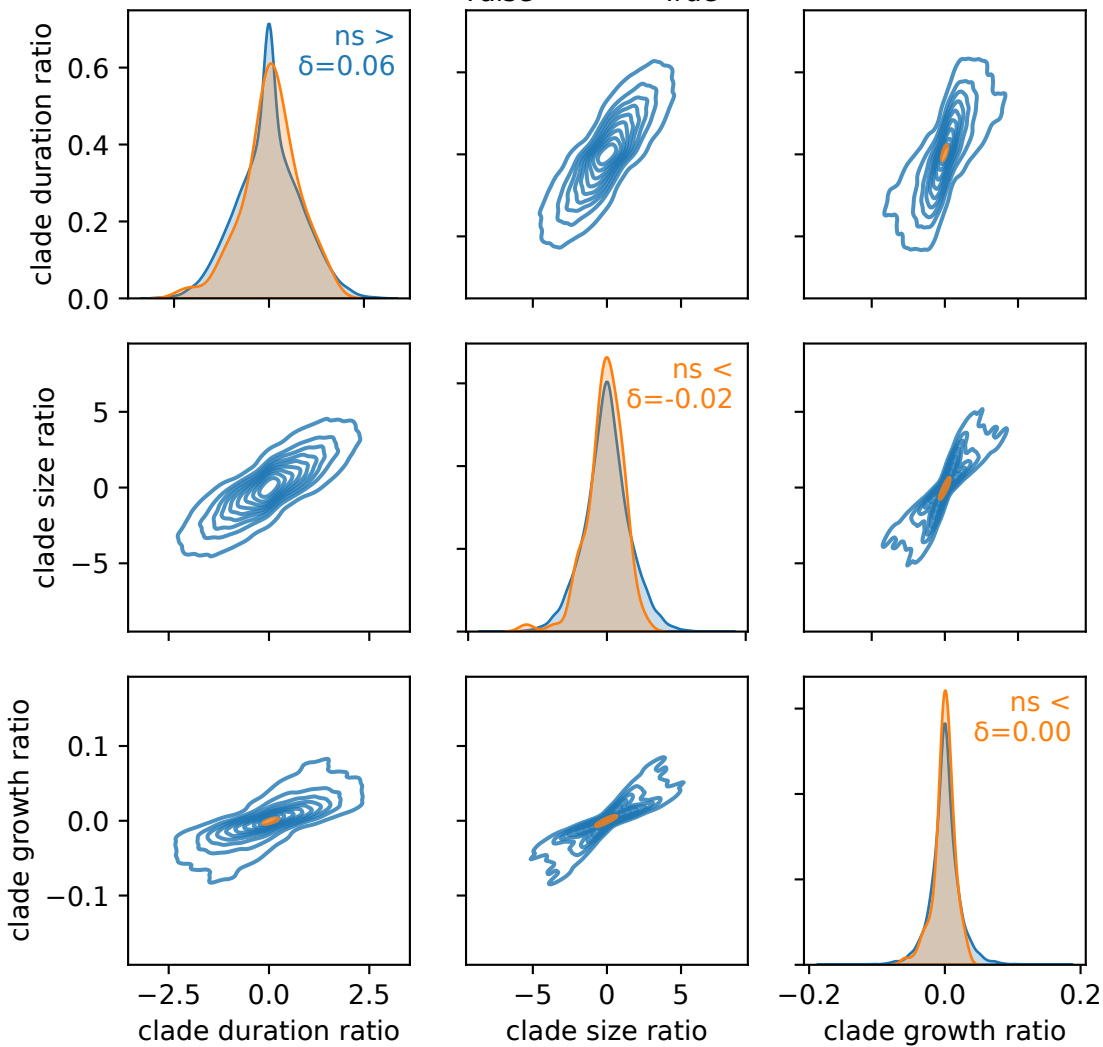 clade duration ratio
0.6
0.4
0.2
0.0
ns >
δ=0.06
clade size ratio
5
0
−5
ns <
δ=-0.02
clade growth ratio
0.1
0.0
−0.1
ns <
δ=0.00
−2.5 0.0 2.5
clade duration ratio
−5 0 5
clade size ratio
−0.2 0.0 0.2
clade growth ratio